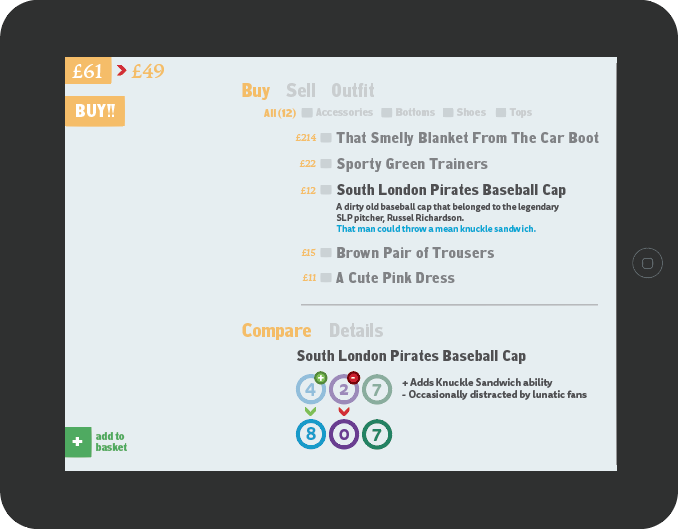 £61 > £49
BUY!!
Buy Sell Outfit
All (12) Accessories Bottoms Shoes Tops
£214 That Smelly Blanket From The Car Boot
£22 Sporty Green Trainers
£12 South London Pirates Baseball Cap
A dirty old baseball cap that belonged to the legendary
SLP pitcher, Russel Richardson.
That man could throw a mean knuckle sandwich.
£15 Brown Pair of Trousers
£11 A Cute Pink Dress
Compare Details
South London Pirates Baseball Cap
4 + 2 - 7
+ Adds Knuckle Sandwich ability
- Occasionally distracted by lunatic fans
8 0 7
+ add to
basket